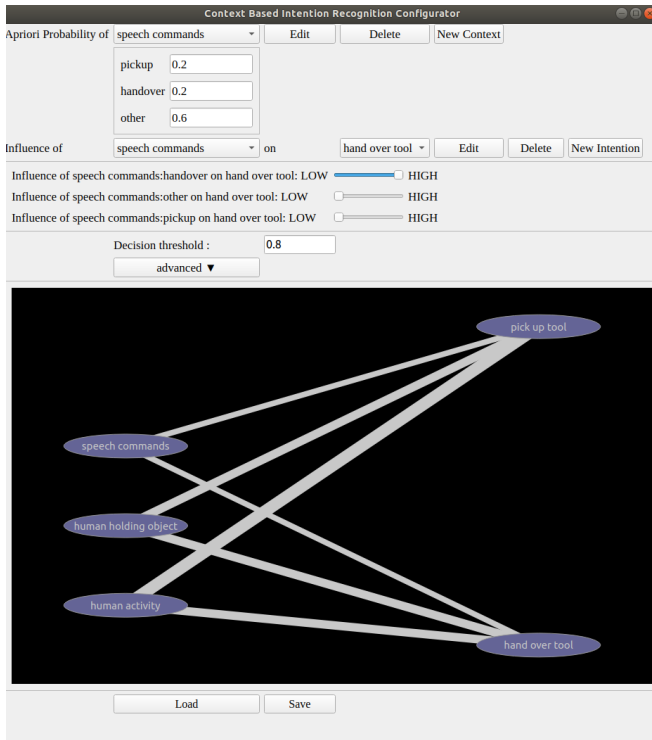 Context Based Intention Recognition Configurator
Apriori Probability of speech commands Edit Delete New Context
pickup 0.2
handover 0.2
other 0.6
Influence of speech commands on hand over tool Edit Delete New Intention
Influence of speech commands:handover on hand over tool: LOW HIGH
Influence of speech commands:other on hand over tool: LOW HIGH
Influence of speech commands:pickup on hand over tool: LOW HIGH
Decision threshold : 0.8
advanced ▼
pick up tool
speech commands
human holding object
human activity
hand over tool
Load Save